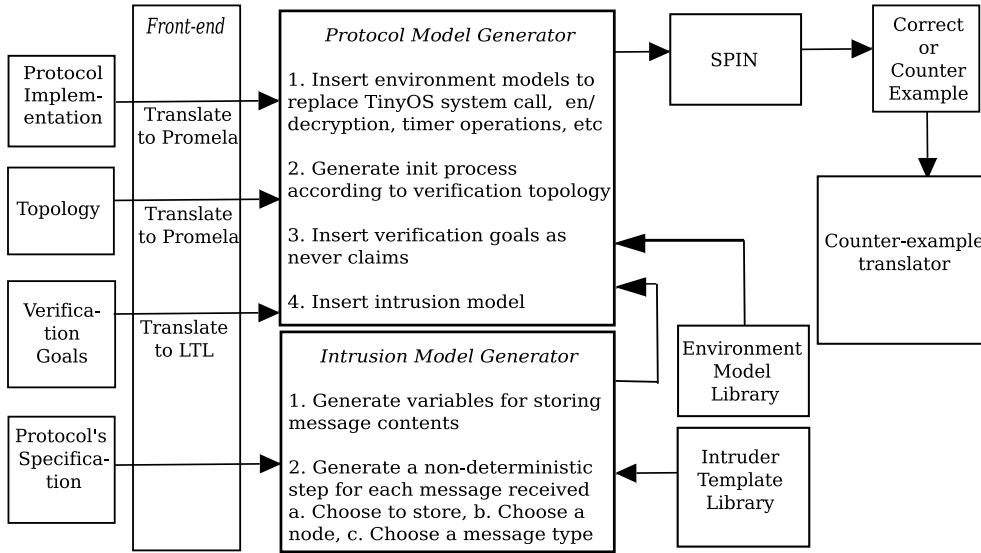 Front-end
Protocol
Implem-
entation
Topology
Verifica-
tion
Goals
Protocol's
Specifica-
tion
Translate
to Promela
Translate
to Promela
Translate
to LTL
Protocol Model Generator
1. Insert environment models to
replace TinyOS system call,  en/
decryption, timer operations, etc
2. Generate init process
according to verification topology
3. Insert verification goals as
never claims
4. Insert intrusion model
Intrusion Model Generator
1. Generate variables for storing
message contents
2. Generate a non-deterministic
step for each message received
a. Choose to store, b. Choose a
node, c. Choose a message type
SPIN
Correct
or
Counter
Example
Counter-example
translator
Environment
Model
Library
Intruder
Template
Library